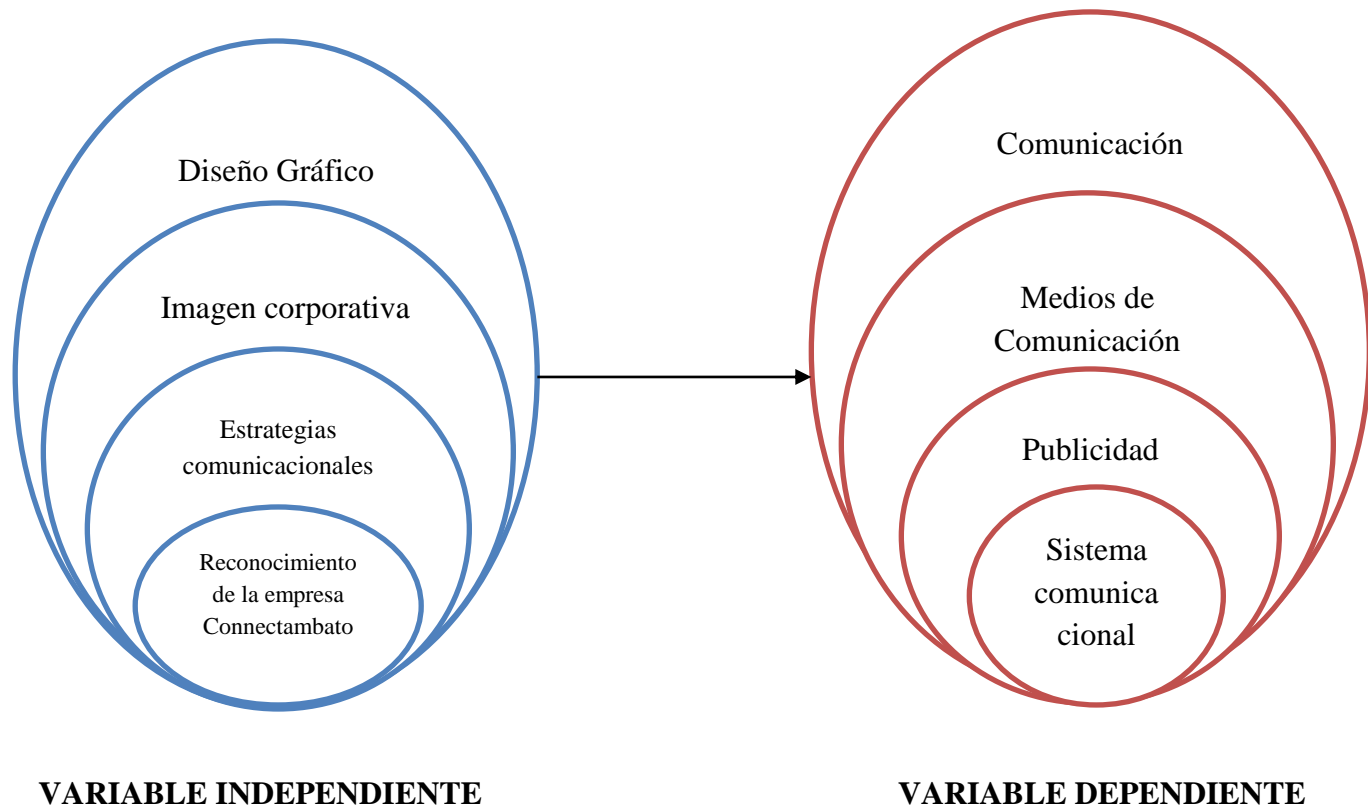 Diseño Gráfico
Imagen corporativa
Estrategias
comunicacionales
Reconocimiento
de la empresa
Connectambato
Comunicación
Medios de
Comunicación
Publicidad
Sistema
comunica
cional
VARIABLE INDEPENDIENTE
VARIABLE DEPENDIENTE